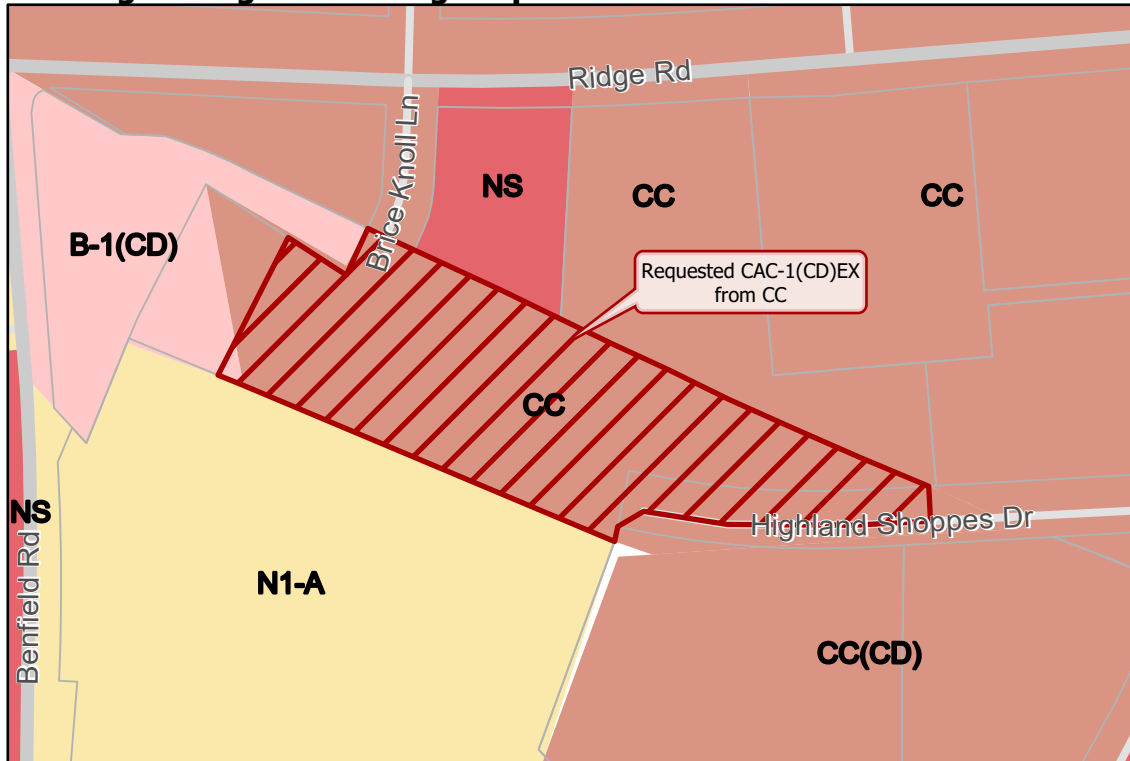 Ridge Rd
Brice Knoll Ln
NS
CC
CC
B-1(CD)
Requested CAC-1(CD)EX
from CC
CC
NS
Highland Shoppes Dr
Benfield Rd
N1-A
CC(CD)